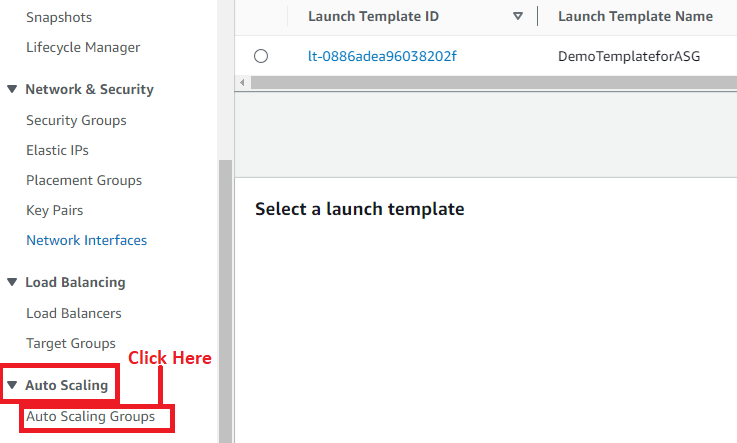 Snapshots
Lifecycle Manager
Network & Security
Security Groups
Elastic IPs
Placement Groups
Key Pairs
Network Interfaces
Load Balancing
Load Balancers
Target Groups
Click Here
Auto Scaling
Auto Scaling Groups
Launch Template ID Launch Template Name
lt-0886adea96038202f DemoTemplateforASG
Select a launch template